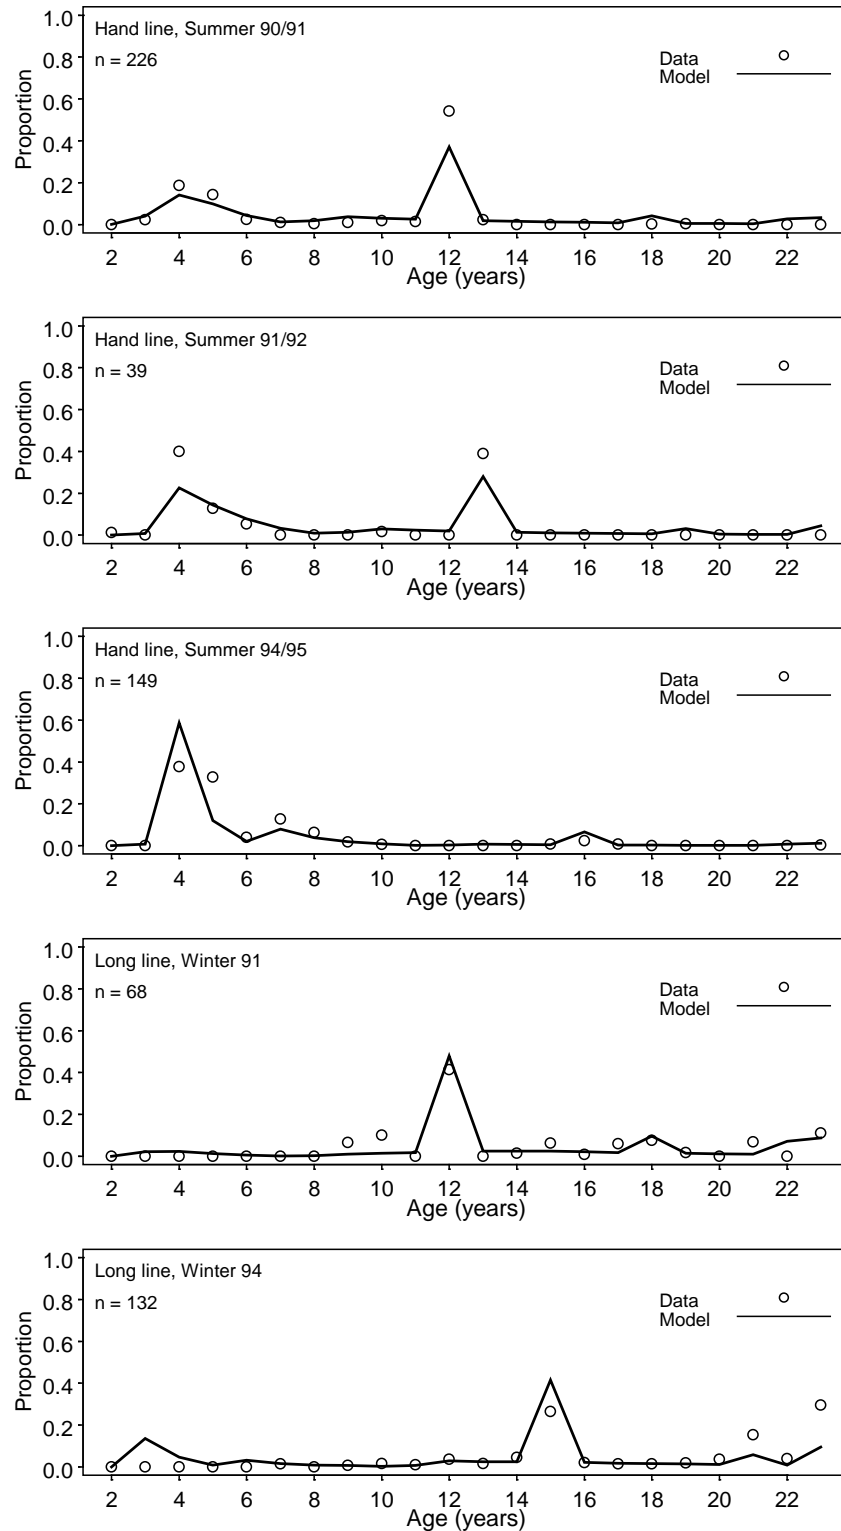 Hand line, Summer 90/91
n = 226
Data
Model
Proportion
1.0
0.8
0.6
0.4
0.2
0.0
2 4 6 8 10 12 14 16 18 20 22
Age (years)
Hand line, Summer 91/92
n = 39
Data
Model
Proportion
1.0
0.8
0.6
0.4
0.2
0.0
2 4 6 8 10 12 14 16 18 20 22
Age (years)
Hand line, Summer 94/95
n = 149
Data
Model
Proportion
1.0
0.8
0.6
0.4
0.2
0.0
2 4 6 8 10 12 14 16 18 20 22
Age (years)
Long line, Winter 91
n = 68
Data
Model
Proportion
1.0
0.8
0.6
0.4
0.2
0.0
2 4 6 8 10 12 14 16 18 20 22
Age (years)
Long line, Winter 94
n = 132
Data
Model
Proportion
1.0
0.8
0.6
0.4
0.2
0.0
2 4 6 8 10 12 14 16 18 20 22
Age (years)